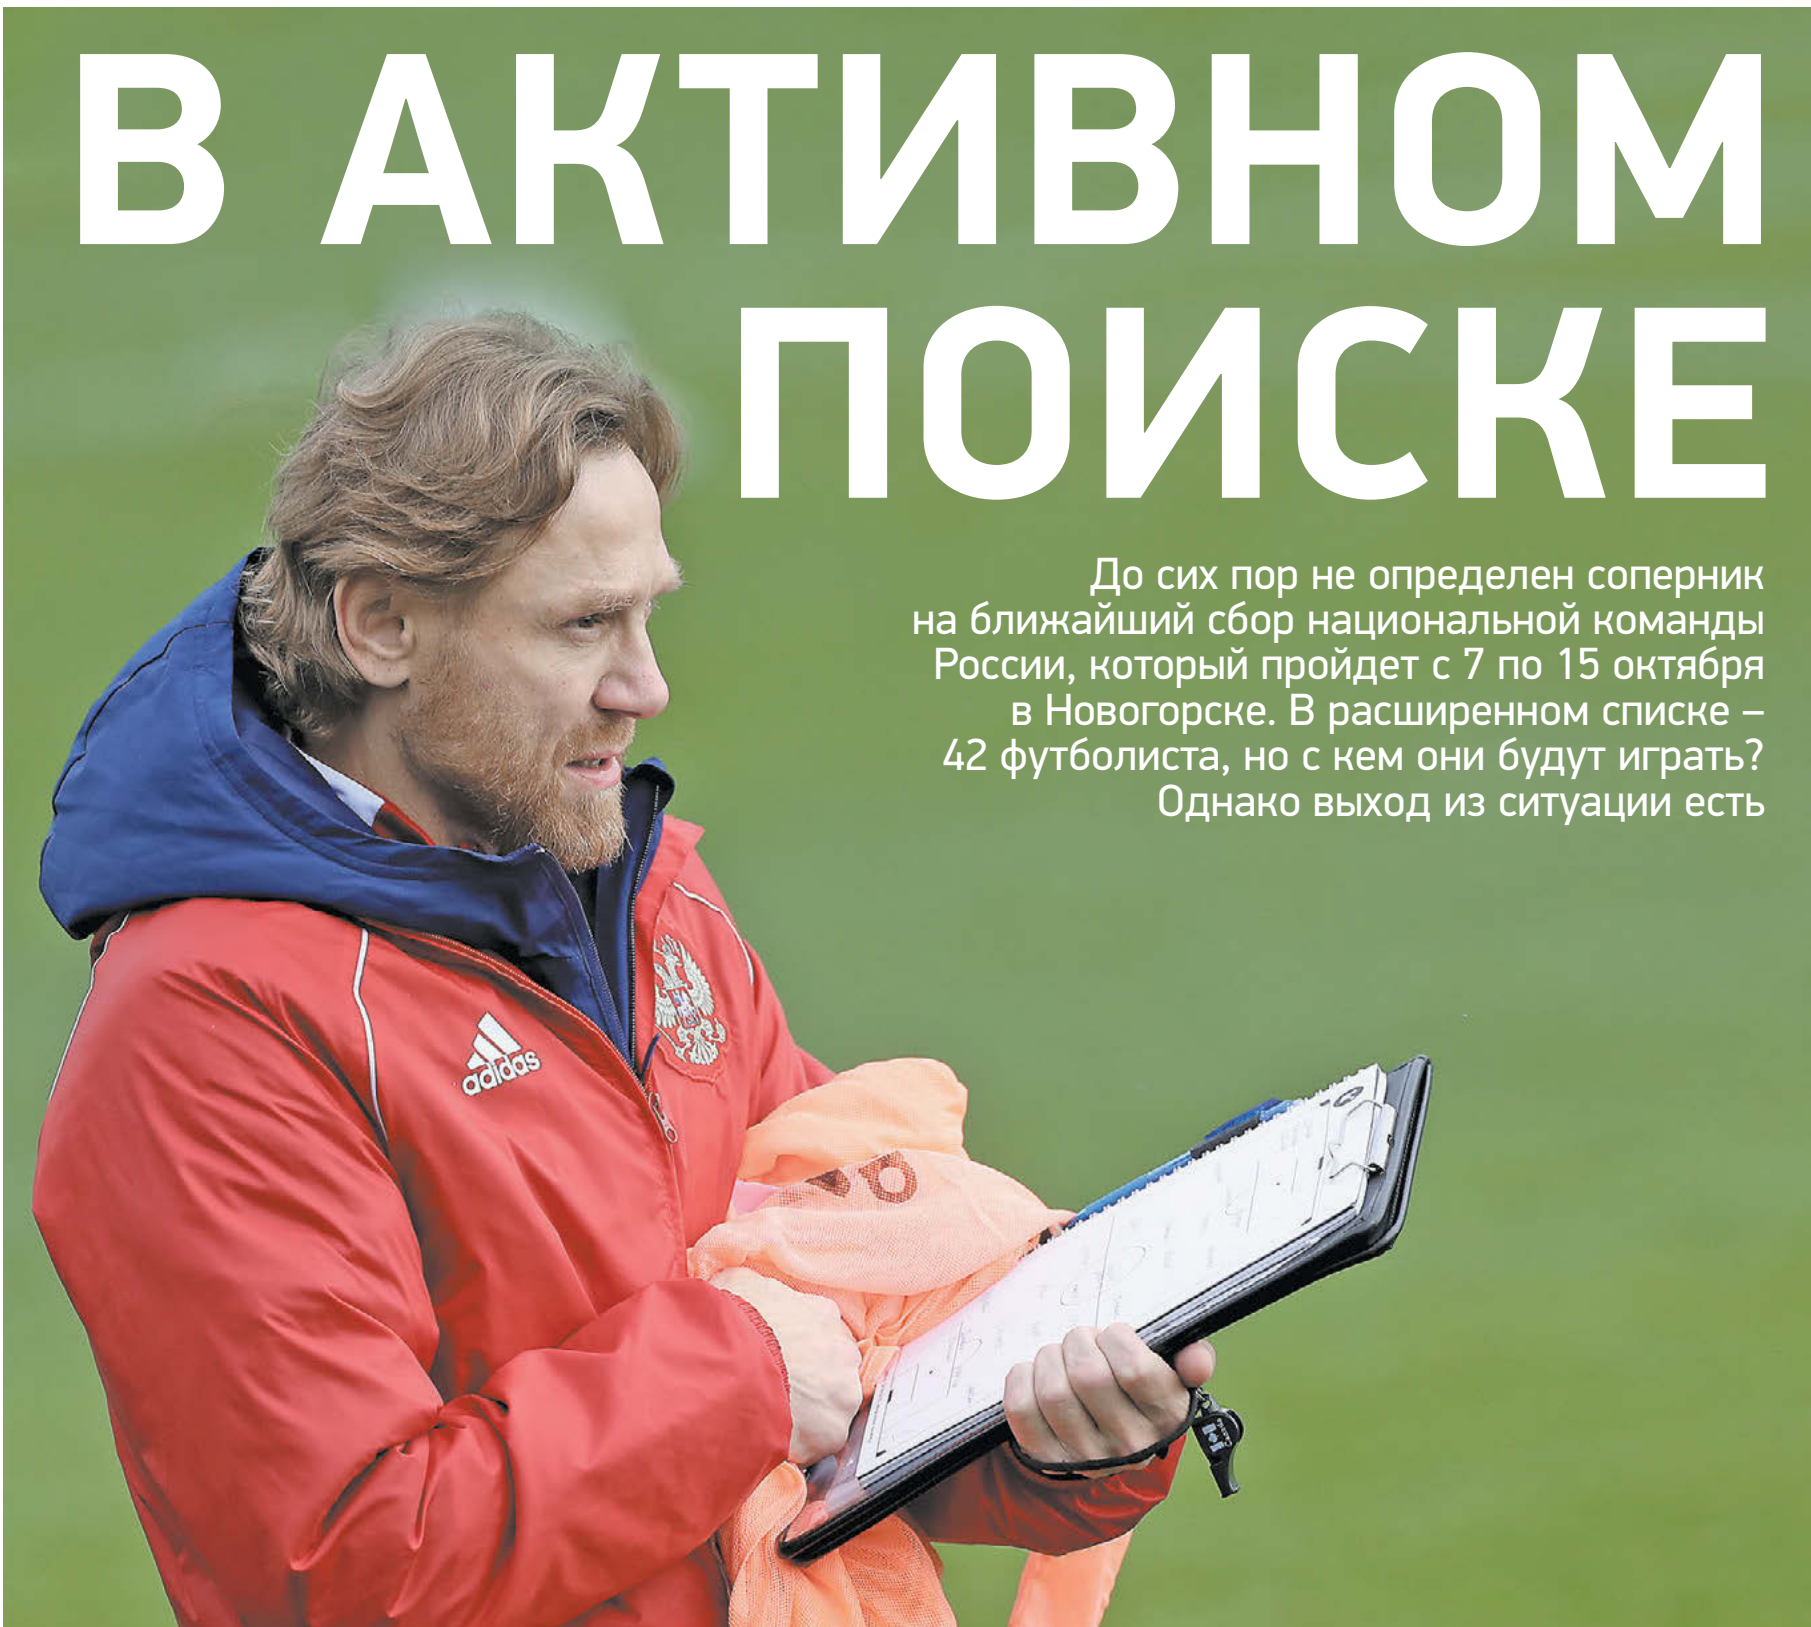 В АКТИВНОМ
ПОИСКЕ
До сих пор не определен соперник
на ближайший сбор национальной команды
России, который пройдет с 7 по 15 октября
в Новогорске. В расширенном списке –
42 футболиста, но с кем они будут играть?
Однако выход из ситуации есть
adidas